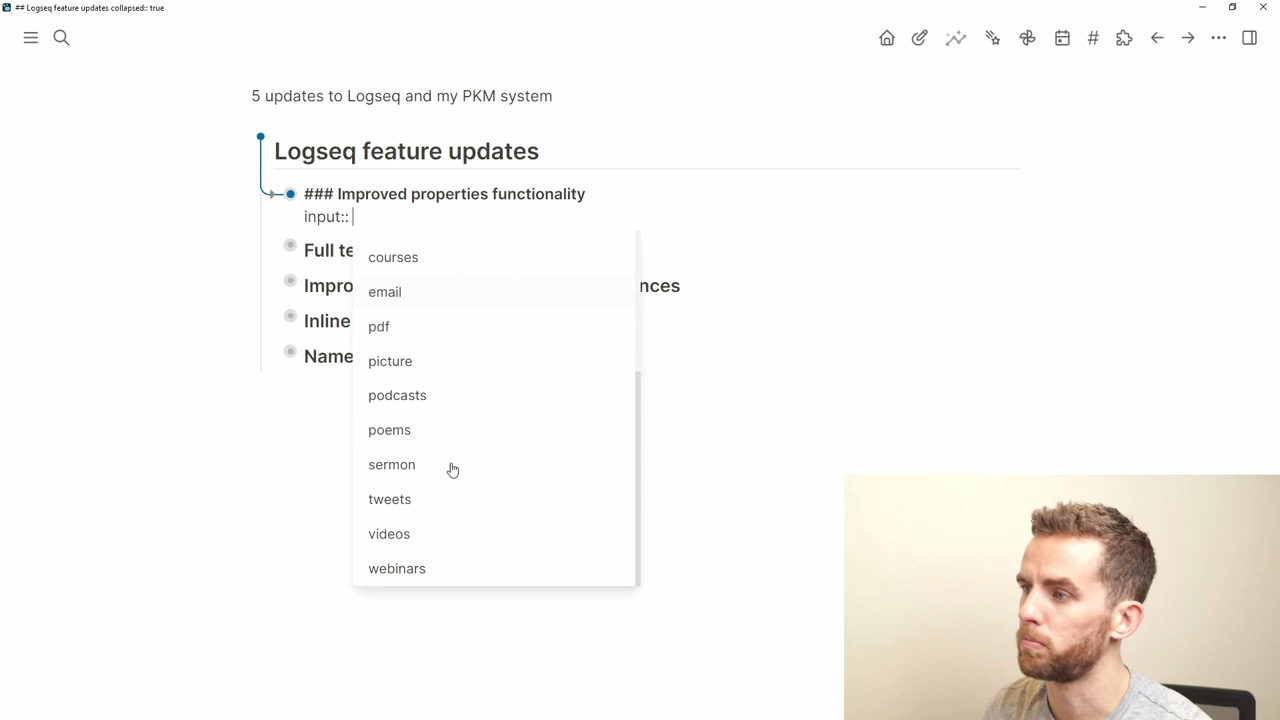 ## Logseq feature updates collapsed:: true
#
5 updates to Logseq and my PKM system
Logseq feature updates
### Improved properties functionality
input::
Full te
Impro
nces
Inline
Name
courses
email
pdf
picture
podcasts
poems
sermon
tweets
videos
webinars